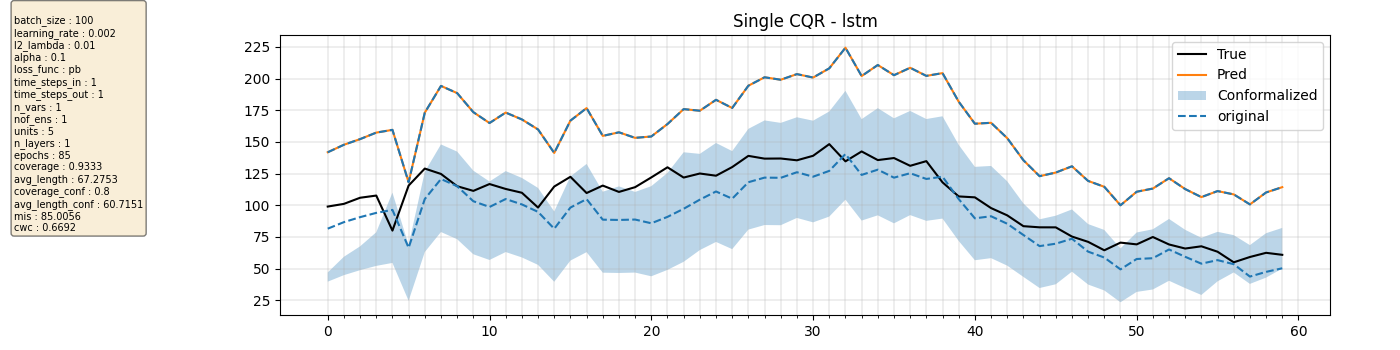 batch_size : 100
learning_rate : 0.002
l2_lambda : 0.01
alpha : 0.1
loss_func : pb
time_steps_in : 1
time_steps_out : 1
n_vars : 1
nof_ens : 1
units : 5
n_layers : 1
epochs : 85
coverage : 0.9333
avg_length : 67.2753
coverage_conf : 0.8
avg_length_conf : 60.7151
mis : 85.0056
cwc : 0.6692
Single CQR - lstm
225
200
175
150
125
100
75
50
25
True
Pred
Conformalized
original
0 10 20 30 40 50 60